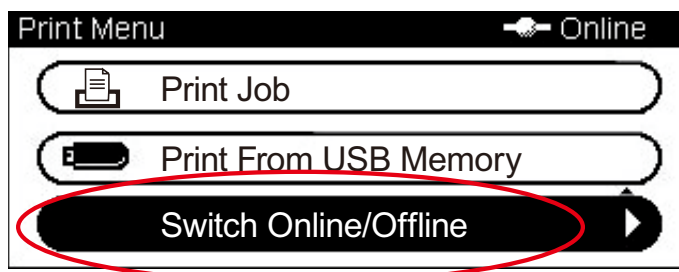 Print Menu Online
Print Job
Print From USB Memory
Switch Online/Offline